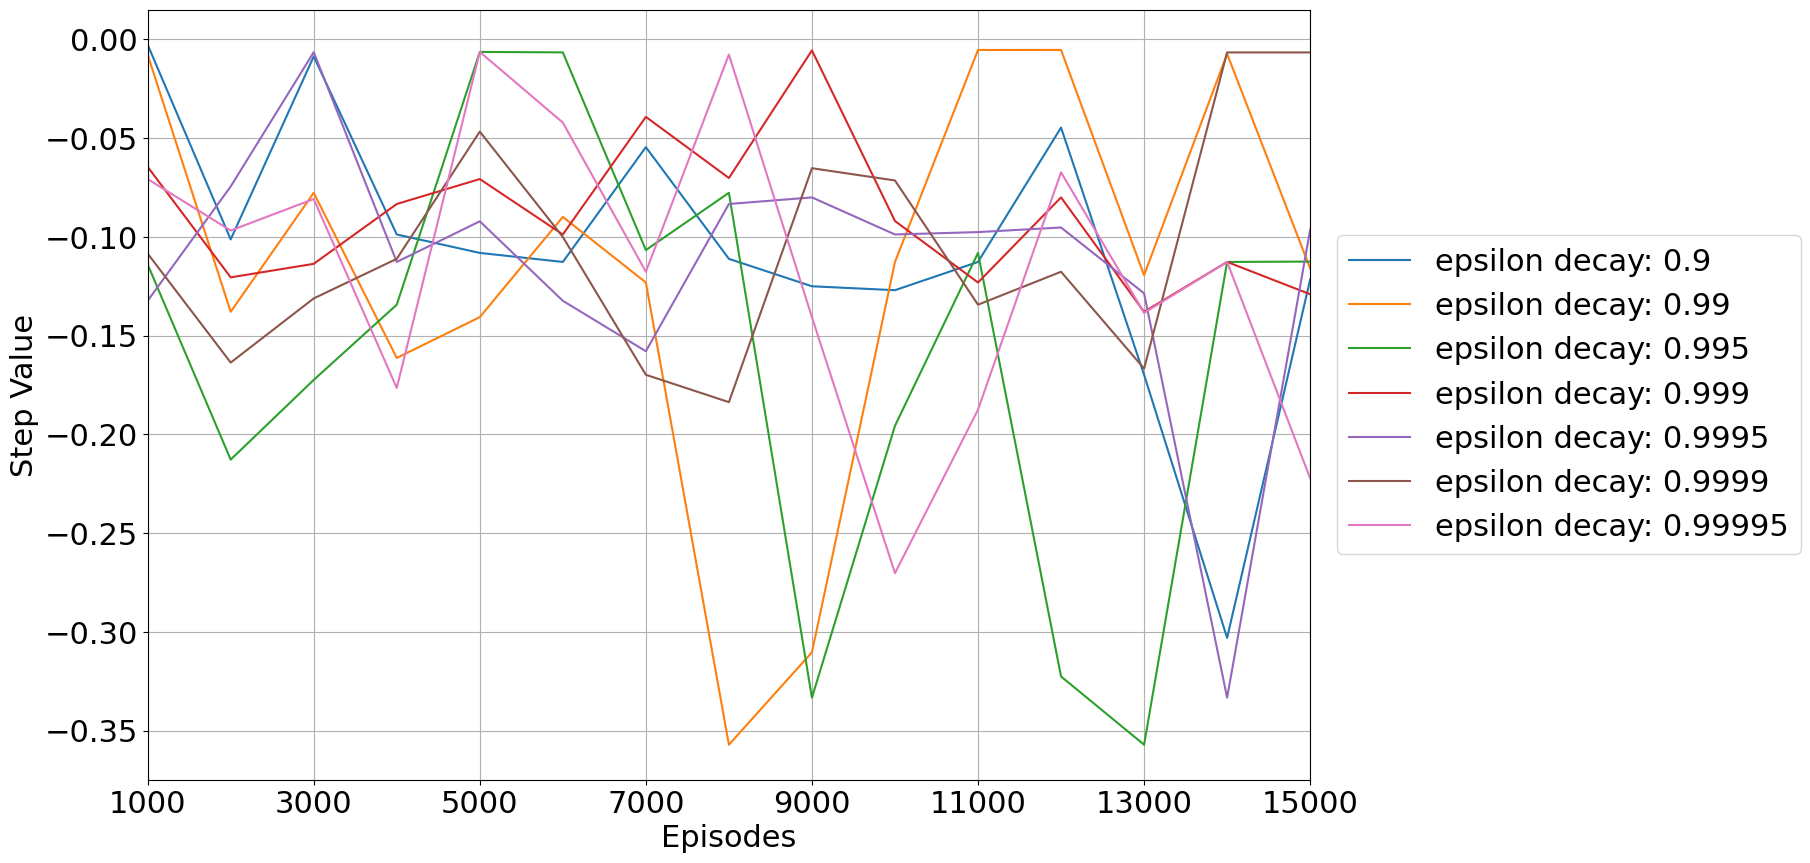 0.00
−0.05
−0.10
−0.15
−0.20
−0.25
−0.30
−0.35
Step Value
1000 3000 5000 7000 9000 11000 13000 15000
Episodes
epsilon decay: 0.9
epsilon decay: 0.99
epsilon decay: 0.995
epsilon decay: 0.999
epsilon decay: 0.9995
epsilon decay: 0.9999
epsilon decay: 0.99995